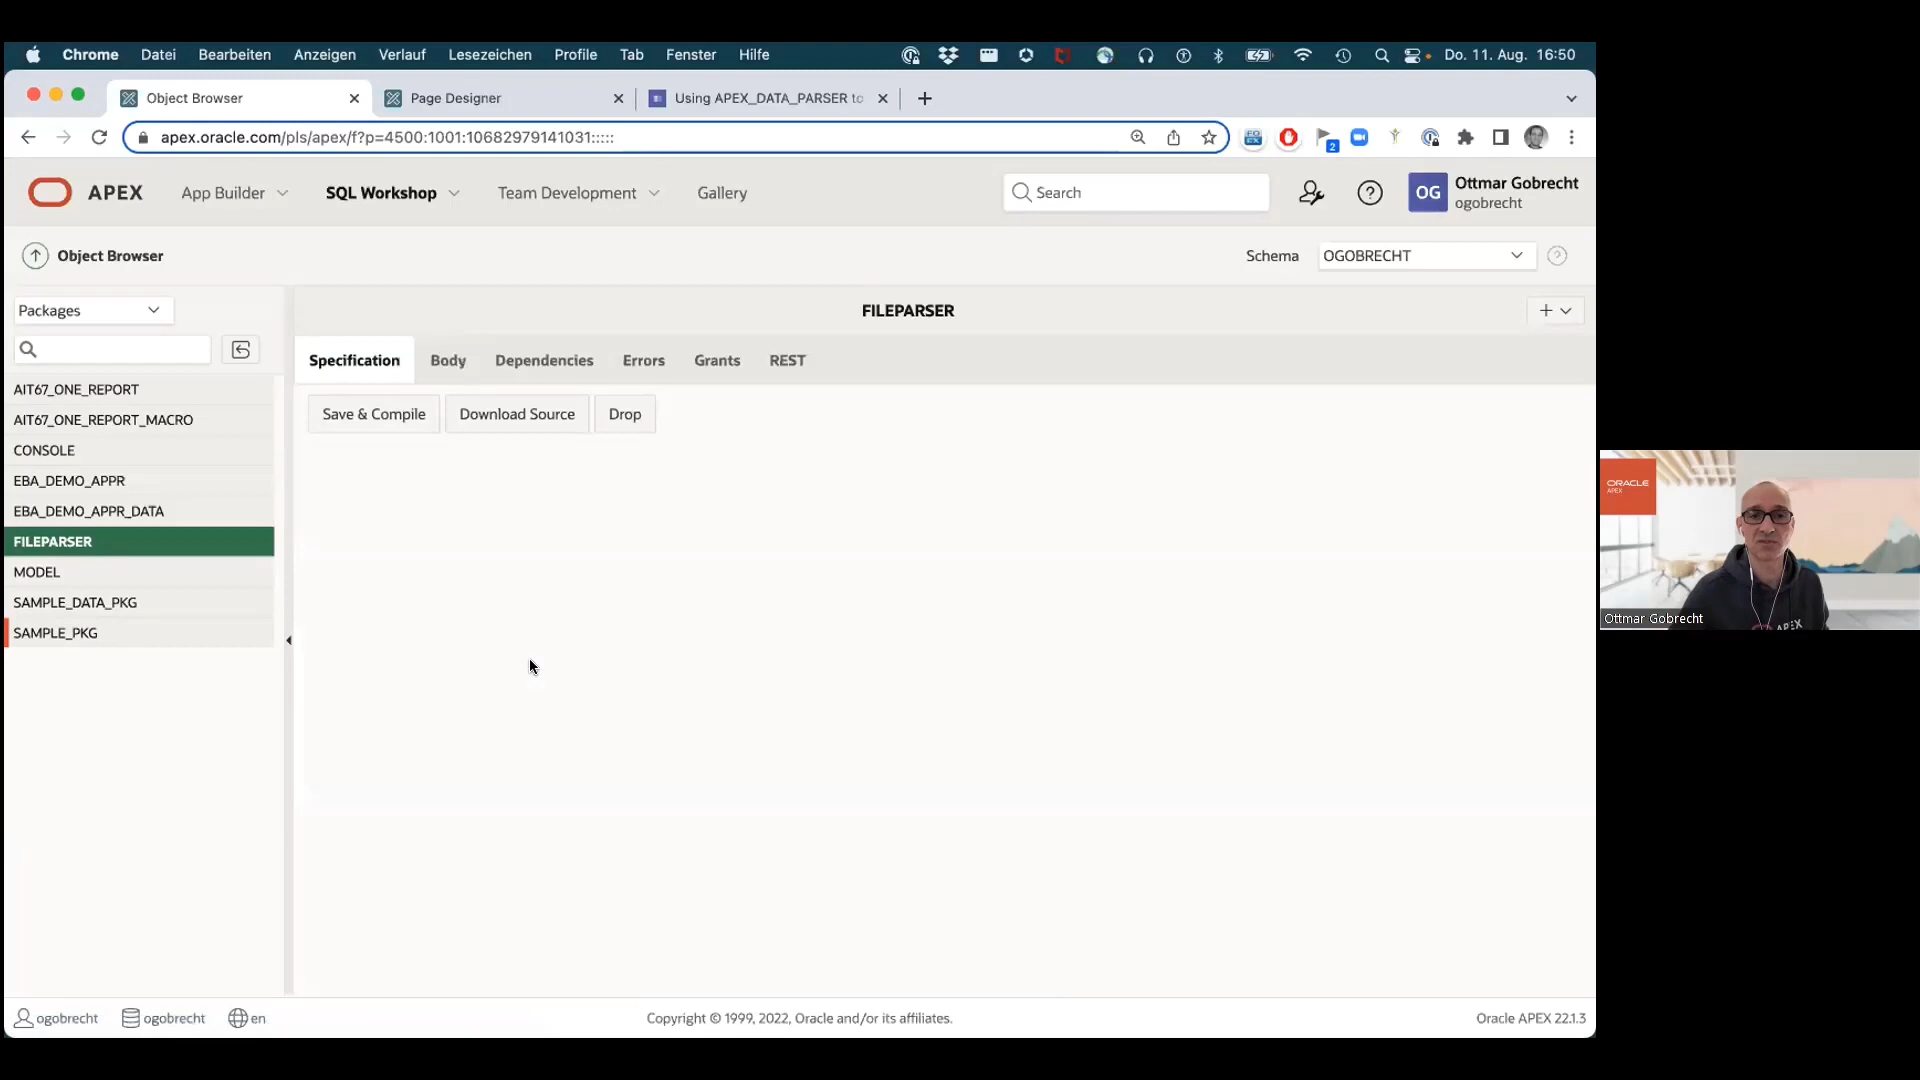 Chrome Datei Bearbeiten Anzeigen Verlauf Lesezeichen Profile Tab Fenster Hilfe Do. 11. Aug. 16:50
Object Browser Page Designer Using APEX_DATA_PARSER to
apex.oracle.com/pls/apex/f?p=4500:1001:10682979141031:::::
2
APEX App Builder SQL Workshop Team Development Gallery Search OG Ottmar Gobrecht
ogobrecht
Object Browser Schema OGOBRECHT
Packages FILEPARSER
Specification Body Dependencies Errors Grants REST
AIT67_ONE_REPORT
Save & Compile Download Source Drop
AIT67_ONE_REPORT_MACRO
CONSOLE
EBA_DEMO_APPR
EBA_DEMO_APPR_DATA
FILEPARSER
MODEL
SAMPLE_DATA_PKG
SAMPLE_PKG
ORACLE
APEX
APEX
Ottmar Gobrecht
ogobrecht ogobrecht en Copyright © 1999, 2022, Oracle and/or its affiliates. Oracle APEX 22.1.3